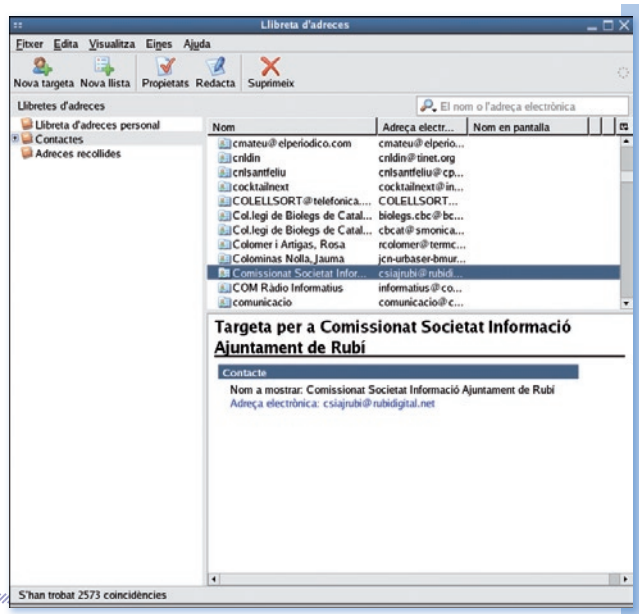 Llibreta d'adreces
Fitxer Edita Visualitza Eines Ajuda
Nova targeta Nova llista Propietats Redacta Suprimeix
Llibretes d'adreces
El nom o l'adreça electrònica
Llibreta d'adreces personal
Contactes
Adreces recollides
Nom Adreça electr... Nom en pantalla
cmateu@elperiodico.com cmateu@elperio...
cnldin cnldin@tinet.org
cnlsantfeliu cnlsantfeliu@cp...
cocktailnext cocktailnext@in...
COLELLSORT@telefonica.... COLELLSORT...
Col.legi de Biolegs de Catal... biolegs.cbc@bc...
Col.legi de Biolegs de Catal... cbcat@smonica...
Colomer i Artigas, Rosa rcolomer@termc...
Colominas Nolla,Jauma jcn-urbaser-bmur...
Comissionat Societat Infor... csiajrubi@rubidi...
COM Ràdio Informatius informatius@co...
comunicacio comunicacio@c...
Targeta per a Comissionat Societat Informació
Ajuntament de Rubí
Contacte
Nom a mostrar: Comissionat Societat Informació Ajuntament de Rubí
Adreça electrònica: csiajrubi@rubidigital.net
S'han trobat 2573 coincidències